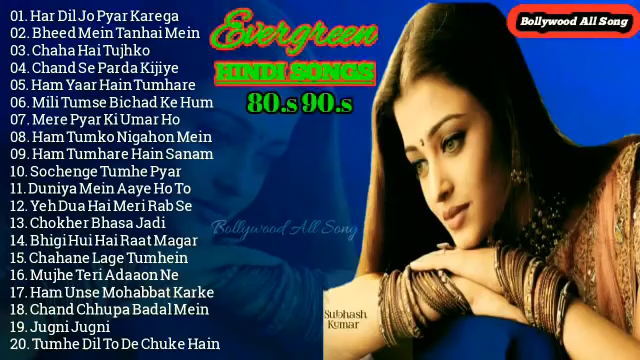 01. Har Dil Jo Pyar Karega
02. Bheed Mein Tanhai Mein
03. Chaha Hai Tujhko
04. Chand Se Parda Kijiye
05. Ham Yaar Hain Tumhare
06. Mili Tumse Bichad Ke Hum
07. Mere Pyar Ki Umar Ho
08. Ham Tumko Nigahon Mein
09. Ham Tumhare Hain Sanam
10. Sochenge Tumhe Pyar
11. Duniya Mein Aaye Ho To
12. Yeh Dua Hai Meri Rab Se
13. Chokher Bhasa Jadi
14. Bhigi Hui Hai Raat Magar
15. Chahane Lage Tumhein
16. Mujhe Teri Adaaon Ne
17. Ham Unse Mohabbat Karke
18. Chand Chhupa Badal Mein
19. Jugni Jugni
20. Tumhe Dil To De Chuke Hain
Evergreen
HINDI SONGS
80.s 90.s
Bollywood All Song
Bollywood All Song
Subhash
Kumar